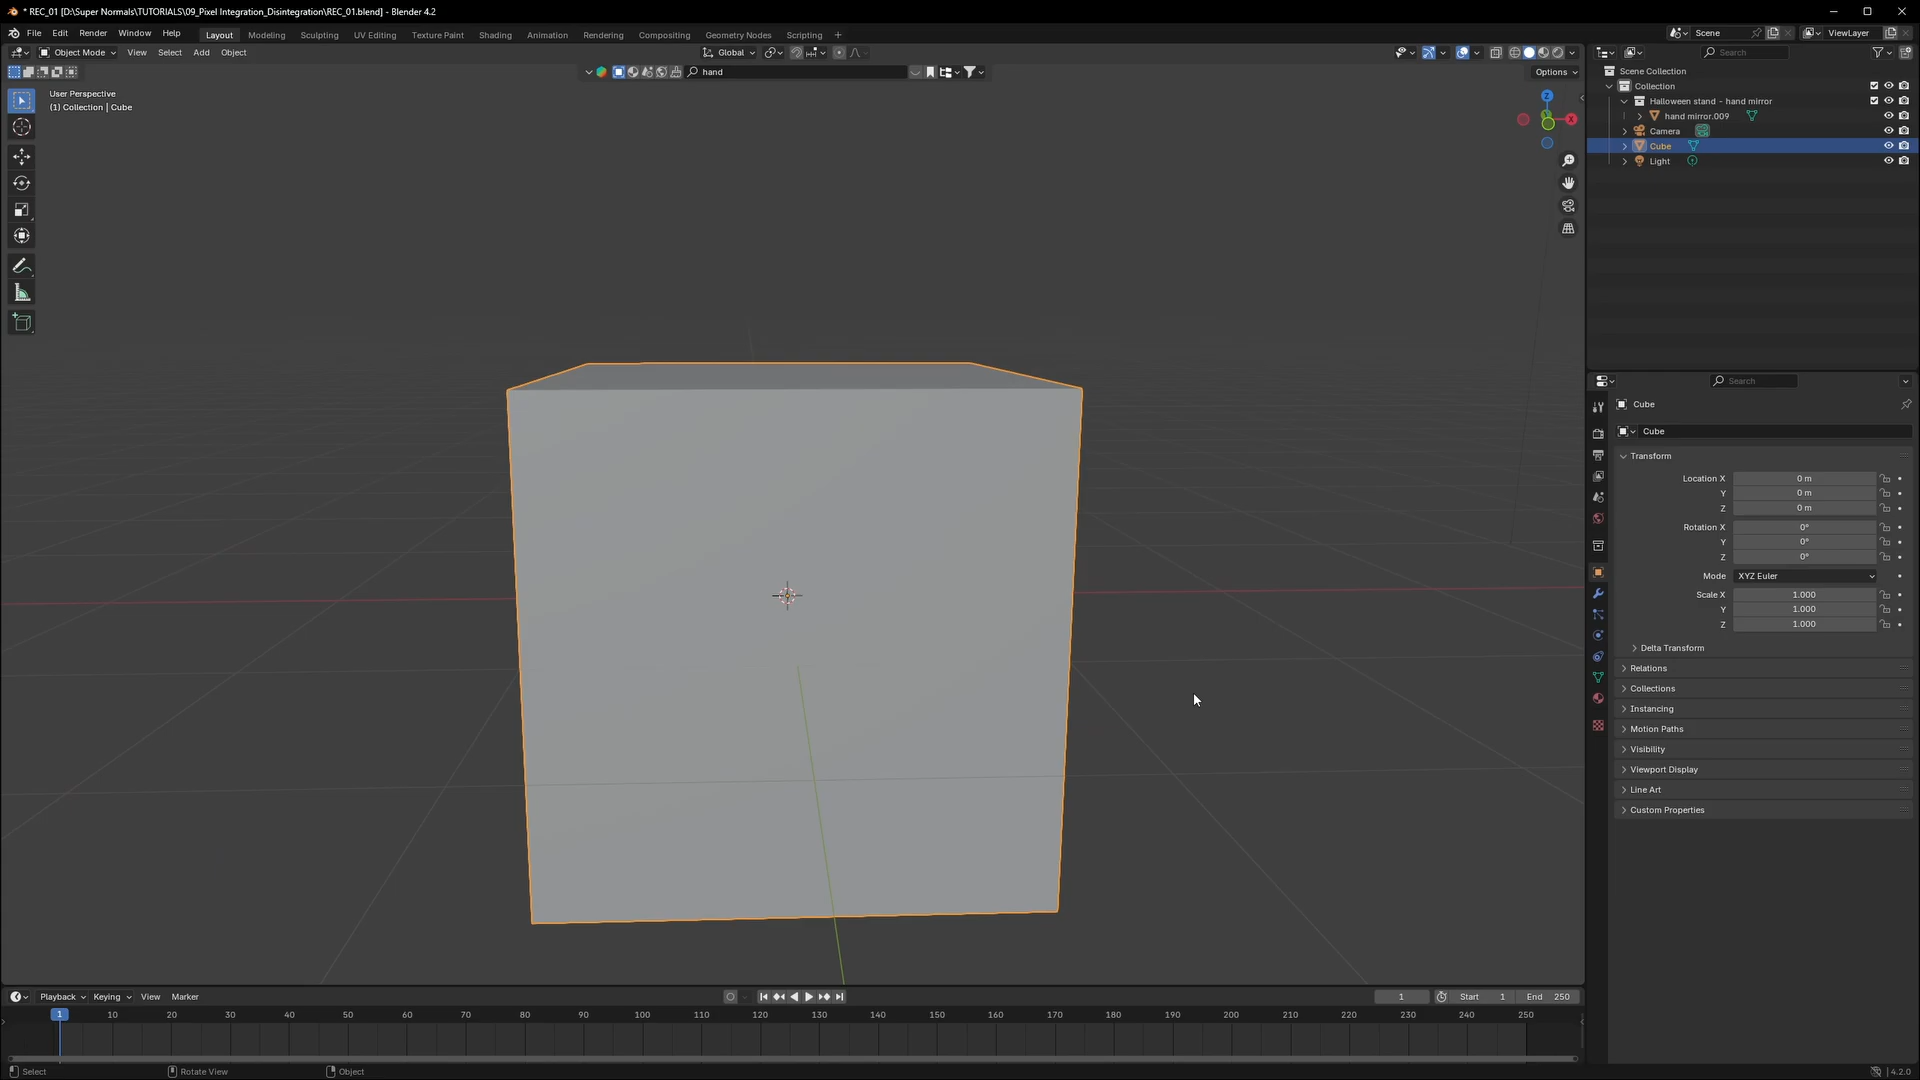 * REC_01 [D:\Super Normals\TUTORIALS\09_Pixel Integration_Disintegration\REC_01.blend] - Blender 4.2
File Edit Render Window Help Layout Modeling Sculpting UV Editing Texture Paint Shading Animation Rendering Compositing Geometry Nodes Scripting + Scene ViewLayer
Object Mode View Select Add Object Global Search
hand Options
Scene Collection
User Perspective
(1) Collection | Cube
Collection
Halloween stand - hand mirror
hand mirror.009
Camera
Cube
Light
Z
X
Search
Cube
Cube
Transform
Location X 0 m
Y 0 m
Z 0 m
Rotation X 0°
Y 0°
Z 0°
Mode XYZ Euler
Scale X 1.000
Y 1.000
Z 1.000
Delta Transform
Relations
Collections
Instancing
Motion Paths
Visibility
Viewport Display
Line Art
Custom Properties
Playback Keying View Marker 1 Start 1 End 250
1 10 20 30 40 50 60 70 80 90 100 110 120 130 140 150 160 170 180 190 200 210 220 230 240 250
Select Rotate View Object 4.2.0